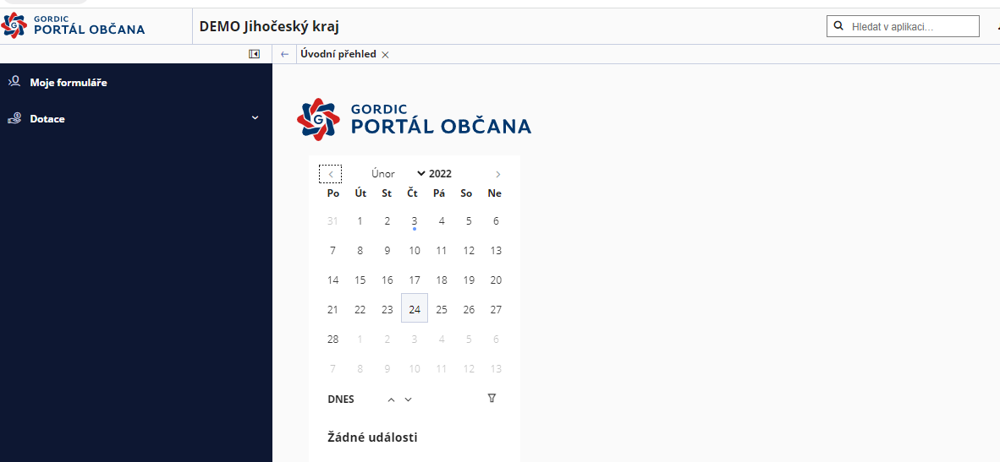 GORDIC
PORTÁL OBČANA
DEMO Jihočeský kraj
Hledat v aplikaci...
Úvodní přehled
Moje formuláře
Dotace
G GORDIC
PORTÁL OBČANA
Únor 2022
Po Út St Čt Pá So Ne
31 1 2 3 4 5 6
7 8 9 10 11 12 13
14 15 16 17 18 19 20
21 22 23 24 25 26 27
28 1 2 3 4 5 6
7 8 9 10 11 12 13
DNES
Žádné události